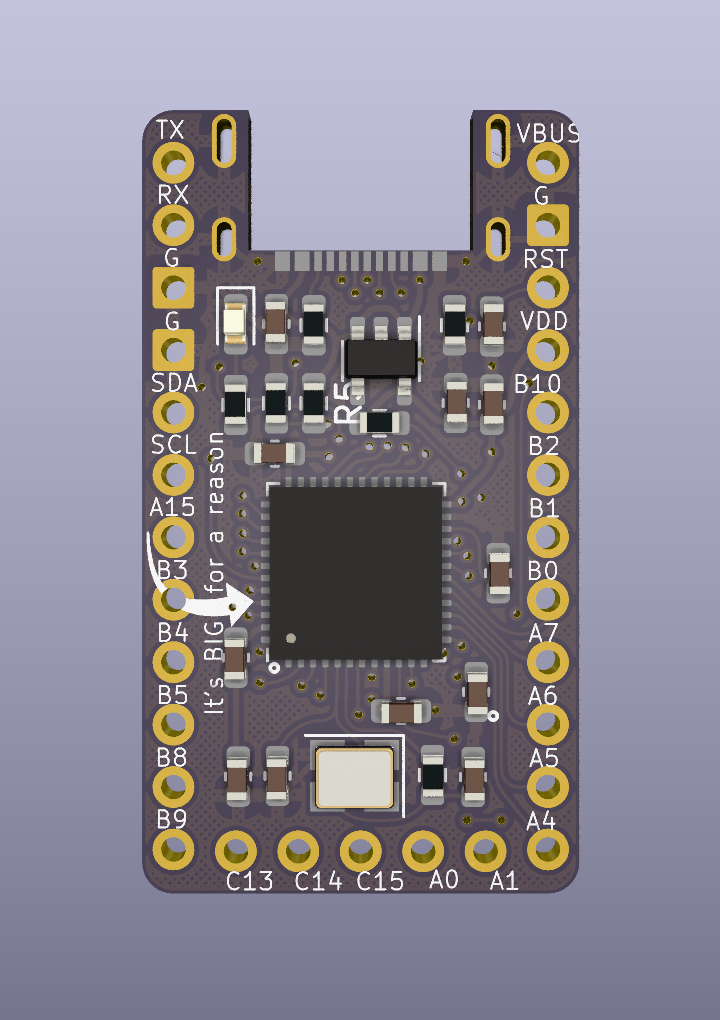 TX
VBUS
RX
G
G
RST
G
VDD
SDA
B10
R5
SCL
B2
A15
B1
It's BIG for a reason
B3
B0
B4
A7
B5
A6
B8
A5
B9
A4
C13
C14
C15
A0
A1